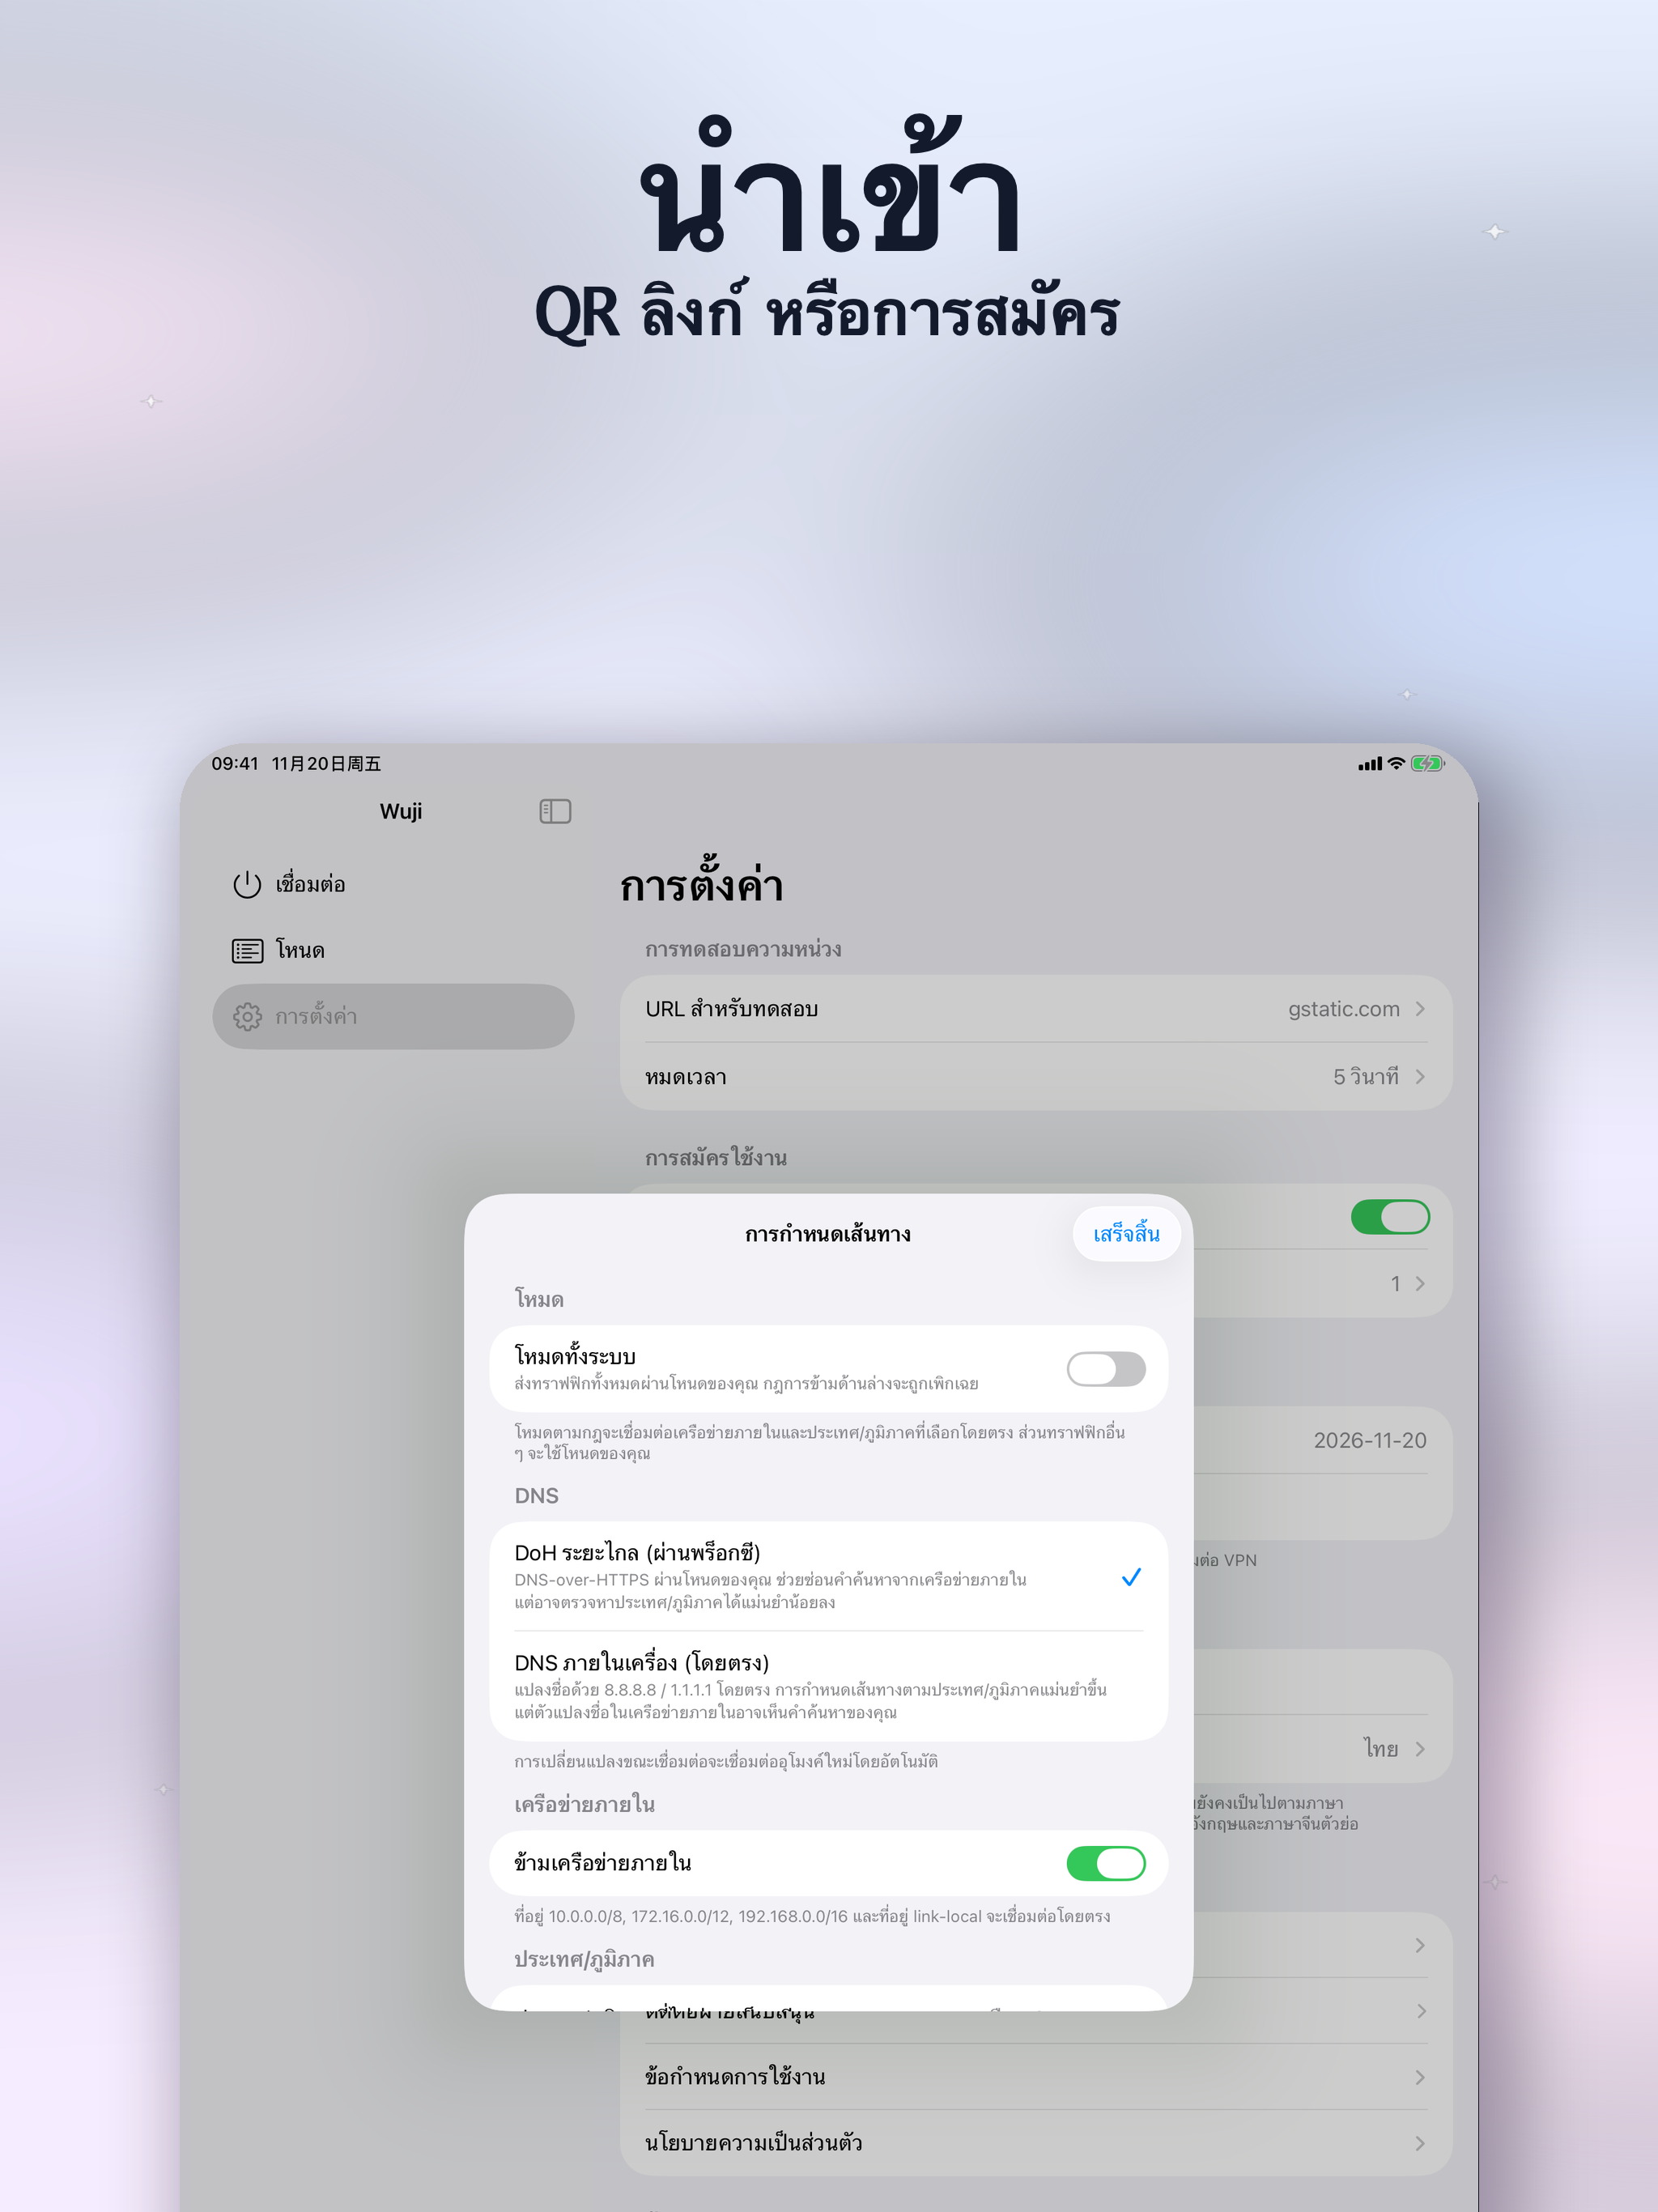 นำเข้า
QR ลิงก์ หรือการสมัคร
09:41 11月20日周五
Wuji
เชื่อมต่อ
โหนด
การตั้งค่า
การตั้งค่า
การทดสอบความหน่วง
URL สำหรับทดสอบ gstatic.com
หมดเวลา 5 วินาที
การสมัครใช้งาน
1
2026-11-20
VPN
ไทย
การกำหนดเส้นทาง เสร็จสิ้น
โหมด
โหมดทั้งระบบ
ส่งทราฟฟิกทั้งหมดผ่านโหนดของคุณ กฎการข้ามด้านล่างจะถูกเพิกเฉย
โหมดตามกฎจะเชื่อมต่อเครือข่ายภายในและประเทศ/ภูมิภาคที่เลือกโดยตรง ส่วนทราฟฟิกอื่น
ๆ จะใช้โหนดของคุณ
DNS
DoH ระยะไกล (ผ่านพร็อกซี)
DNS-over-HTTPS ผ่านโหนดของคุณ ช่วยซ่อนคำค้นหาจากเครือข่ายภายใน
แต่อาจตรวจหาประเทศ/ภูมิภาคได้แม่นยำน้อยลง
DNS ภายในเครื่อง (โดยตรง)
แปลงชื่อด้วย 8.8.8.8 / 1.1.1.1 โดยตรง การกำหนดเส้นทางตามประเทศ/ภูมิภาคแม่นยำขึ้น
แต่ตัวแปลงชื่อในเครือข่ายภายในอาจเห็นคำค้นหาของคุณ
การเปลี่ยนแปลงขณะเชื่อมต่อจะเชื่อมต่ออุโมงค์ใหม่โดยอัตโนมัติ
เครือข่ายภายใน
ข้ามเครือข่ายภายใน
ที่อยู่ 10.0.0.0/8, 172.16.0.0/12, 192.168.0.0/16 และที่อยู่ link-local จะเชื่อมต่อโดยตรง
ประเทศ/ภูมิภาค
ยังคงเป็นไปตามภาษา
อังกฤษและภาษาจีนตัวย่อ
ข้อกำหนดการใช้งาน
นโยบายความเป็นส่วนตัว